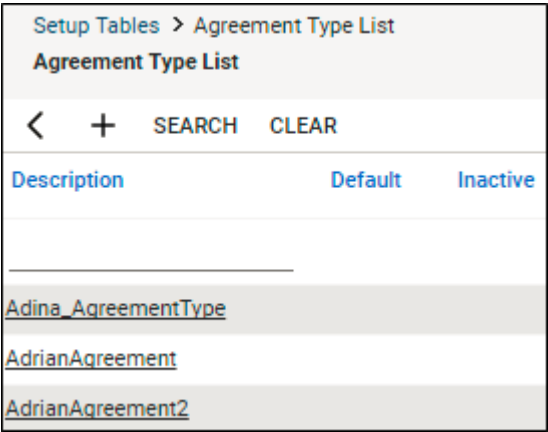 Setup Tables > Agreement Type List
Agreement Type List
< + SEARCH CLEAR
Description Default Inactive
Adina_AgreementType
AdrianAgreement
AdrianAgreement2